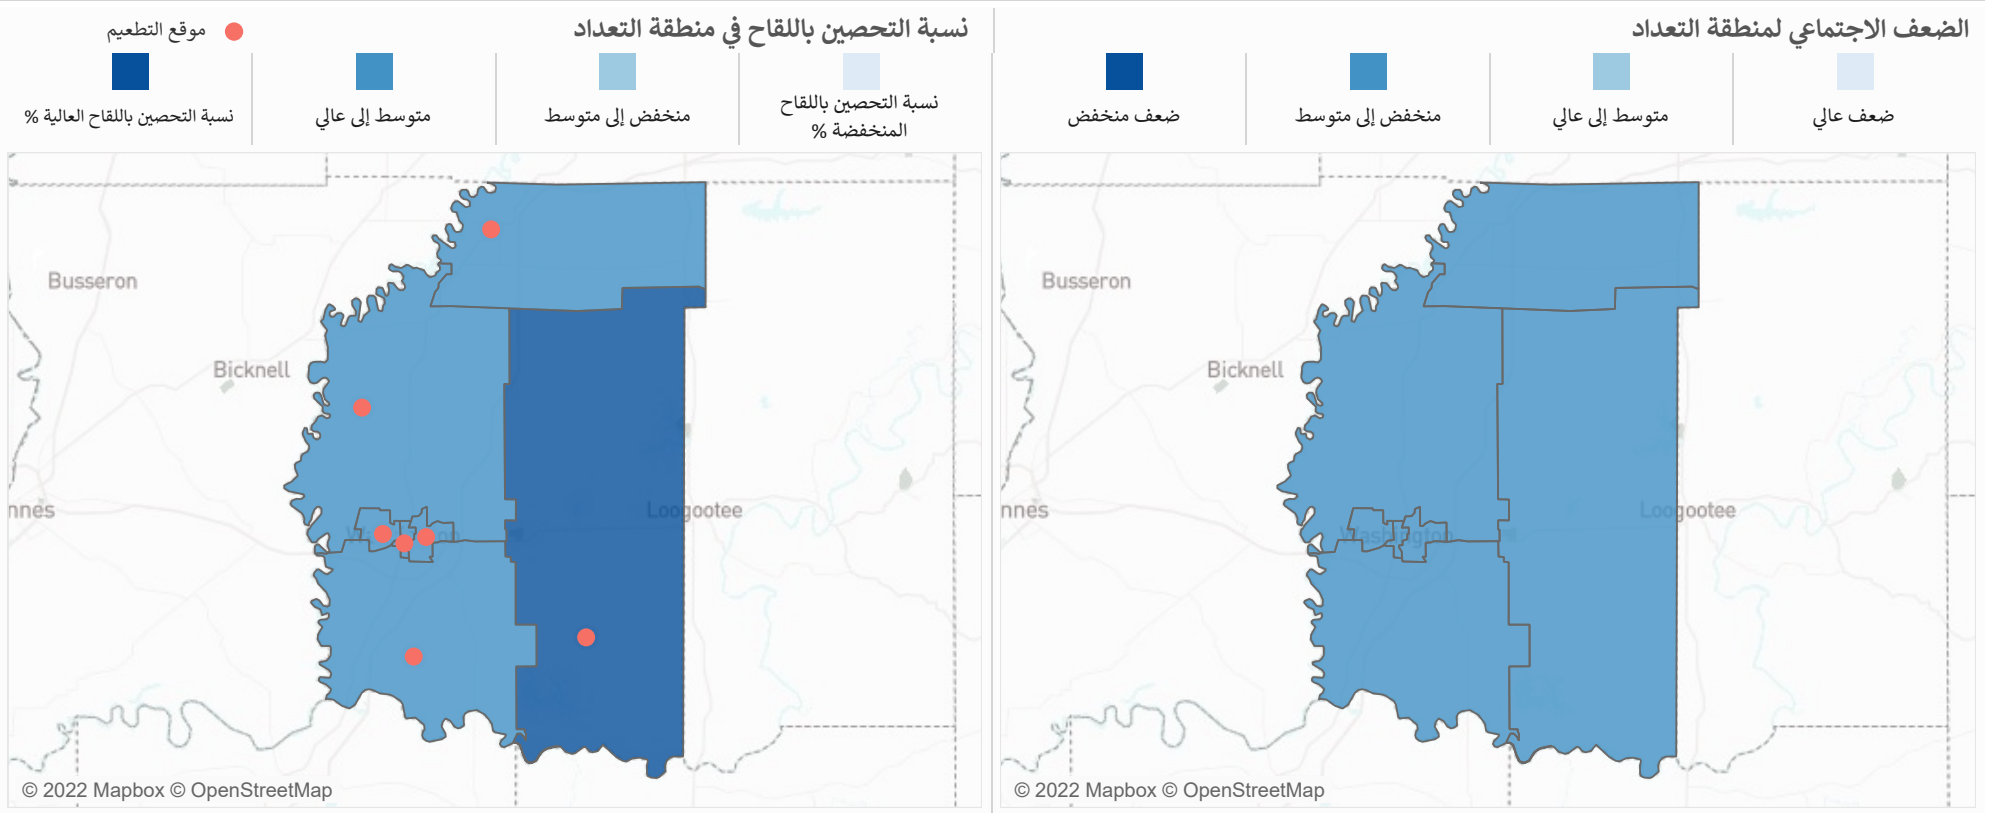 الضعف الاجتماعي لمنطقة التعداد
ضعف عالي
متوسط إلى عالي
منخفض إلى متوسط
ضعف منخفض
Busseron
Bicknell
nnes
Washington
Loogootee
© 2022 Mapbox © OpenStreetMap
نسبة التحصين باللقاح في منطقة التعداد
موقع التطعيم
نسبة التحصين باللقاح
المنخفضة %
منخفض إلى متوسط
متوسط إلى عالي
نسبة التحصين باللقاح العالية %
Busseron
Bicknell
nnes
Loogootee
© 2022 Mapbox © OpenStreetMap